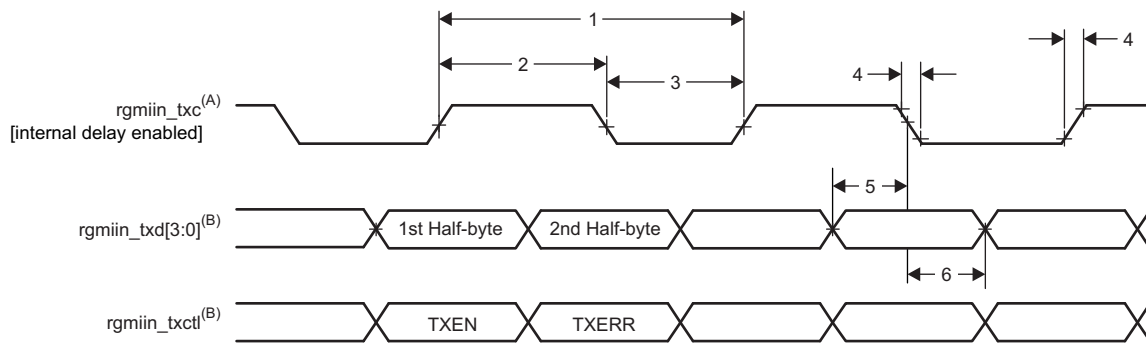 1
4
2
4
3
rgmiin_txc(A)
[internal delay enabled]
5
rgmiin_txd[3:0](B)
1st Half-byte
2nd Half-byte
6
rgmiin_txctl(B)
TXEN
TXERR